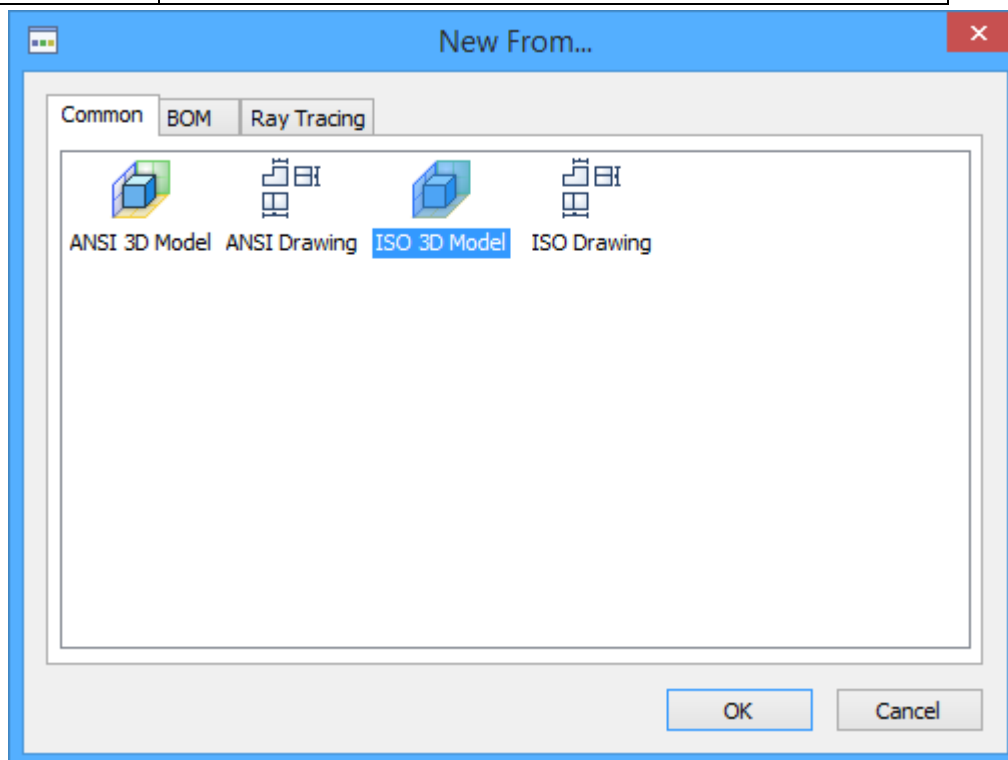 New From...
Common BOM Ray Tracing
ANSI 3D Model ANSI Drawing ISO 3D Model ISO Drawing
OK Cancel